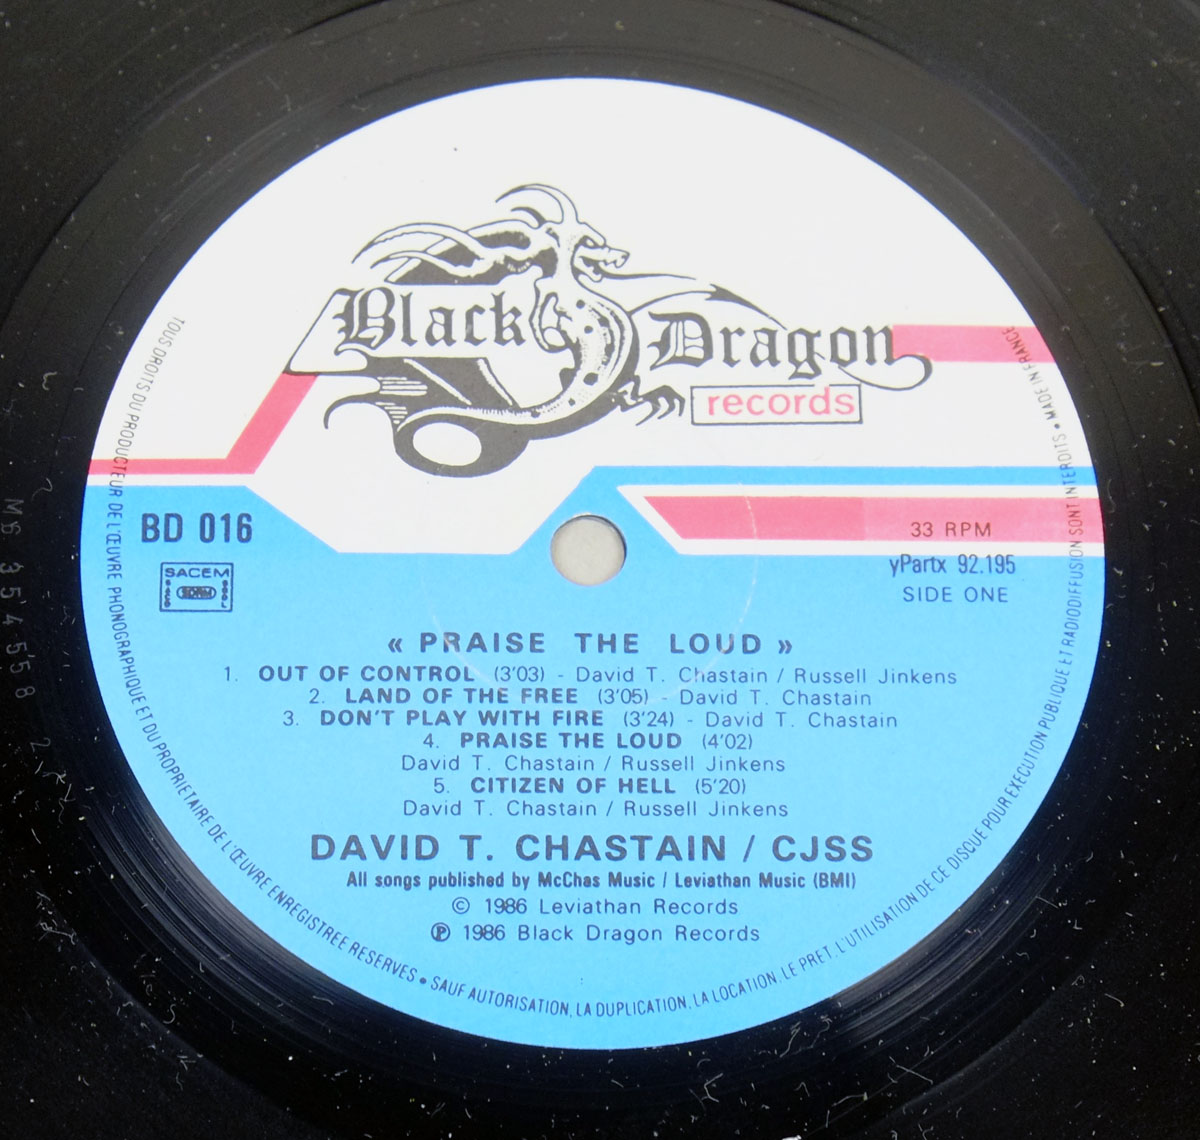 Black Dragon
records
BD 016
SACEM
SDRM
33 RPM
yPartx 92.195
SIDE ONE
« PRAISE THE LOUD »
1. OUT OF CONTROL (3'03) - David T. Chastain / Russell Jinkens
2. LAND OF THE FREE (3'05) - David T. Chastain
3. DON'T PLAY WITH FIRE (3'24) - David T. Chastain
4. PRAISE THE LOUD (4'02)
David T. Chastain / Russell Jinkens
5. CITIZEN OF HELL (5'20)
David T. Chastain / Russell Jinkens
DAVID T. CHASTAIN / CJSS
All songs published by McChas Music / Leviathan Music (BMI)
© 1986 Leviathan Records
℗ 1986 Black Dragon Records
TOUS DROITS DU PRODUCTEUR DE L'ŒUVRE PHONOGRAPHIQUE ET DU PROPRIETAIRE DE L'ŒUVRE ENREGISTREE RESERVES • SAUF AUTORISATION, LA DUPLICATION, LA LOCATION, LE PRET, L'UTILISATION DE CE DISQUE POUR EXECUTION PUBLIQUE ET RADIODIFFUSION SONT INTERDITS • MADE IN FRANCE
M6 354558 2